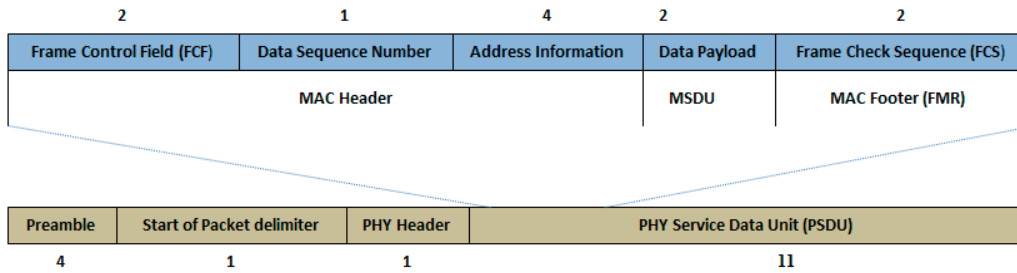 2 1 4 2 2
Frame Control Field (FCF) Data Sequence Number Address Information Data Payload Frame Check Sequence (FCS)
MAC Header MSDU MAC Footer (FMR)
Preamble Start of Packet delimiter PHY Header PHY Service Data Unit (PSDU)
4 1 1 11